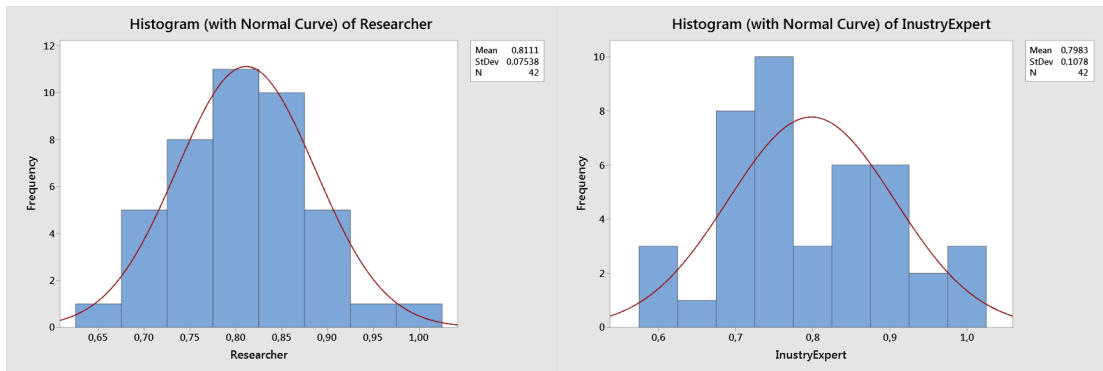 Histogram (with Normal Curve) of Researcher
Mean 0,8111
StDev 0,07538
N 42
12
10
8
6
4
2
0
Frequency
0,65 0,70 0,75 0,80 0,85 0,90 0,95 1,00
Researcher
Histogram (with Normal Curve) of InustryExpert
Mean 0,7983
StDev 0,1078
N 42
10
8
6
4
2
0
Frequency
0,6 0,7 0,8 0,9 1,0
InustryExpert